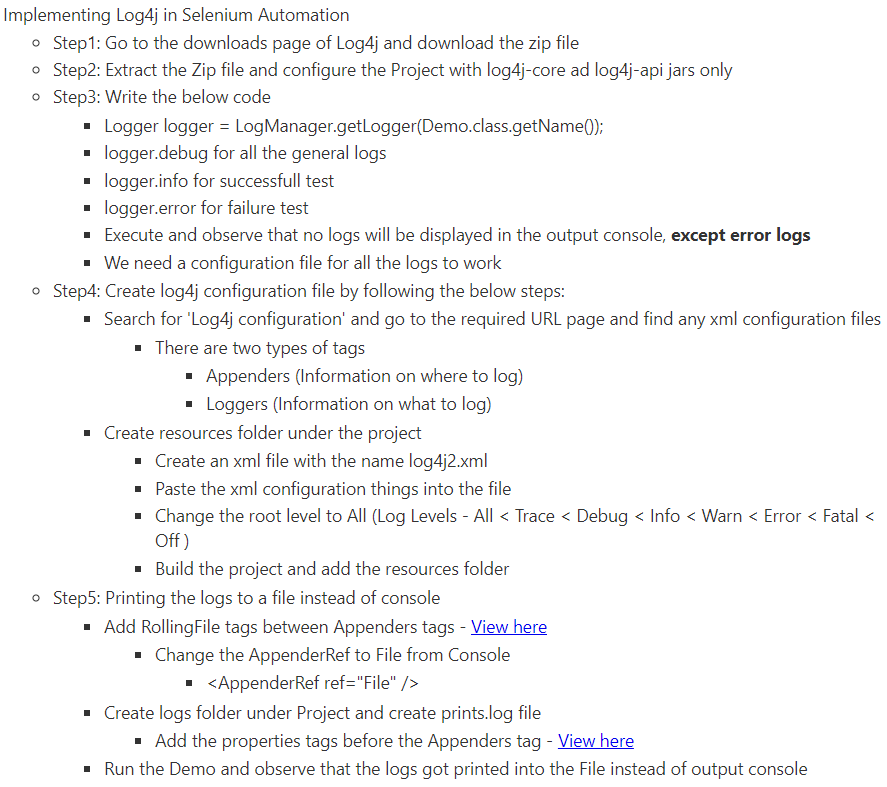 Implementing Log4j in Selenium Automation
Step1: Go to the downloads page of Log4j and download the zip file
Step2: Extract the Zip file and configure the Project with log4j-core ad log4j-api jars only
Step3: Write the below code
Logger logger = LogManager.getLogger(Demo.class.getName());
logger.debug for all the general logs
logger.info for successfull test
logger.error for failure test
Execute and observe that no logs will be displayed in the output console, except error logs
We need a configuration file for all the logs to work
Step4: Create log4j configuration file by following the below steps:
Search for 'Log4j configuration' and go to the required URL page and find any xml configuration files
There are two types of tags
Appenders (Information on where to log)
Loggers (Information on what to log)
Create resources folder under the project
Create an xml file with the name log4j2.xml
Paste the xml configuration things into the file
Change the root level to All (Log Levels - All < Trace < Debug < Info < Warn < Error < Fatal <
Off )
Build the project and add the resources folder
Step5: Printing the logs to a file instead of console
Add RollingFile tags between Appenders tags - View here
Change the AppenderRef to File from Console
<AppenderRef ref="File" />
Create logs folder under Project and create prints.log file
Add the properties tags before the Appenders tag - View here
Run the Demo and observe that the logs got printed into the File instead of output console